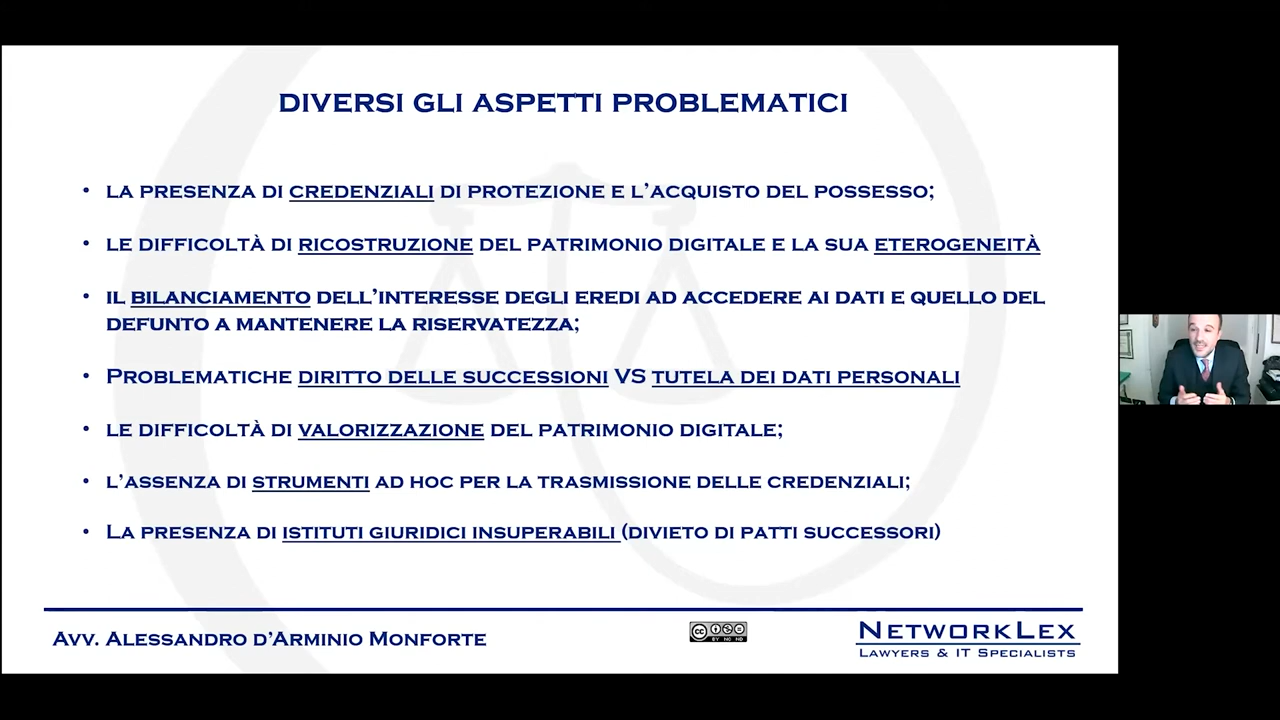 DIVERSI GLI ASPETTI PROBLEMATICI
• LA PRESENZA DI CREDENZIALI DI PROTEZIONE E L'ACQUISTO DEL POSSESSO;
• LE DIFFICOLTÀ DI RICOSTRUZIONE DEL PATRIMONIO DIGITALE E LA SUA ETEROGENEITÀ
• IL BILANCIAMENTO DELL'INTERESSE DEGLI EREDI AD ACCEDERE AI DATI E QUELLO DEL
DEFUNTO A MANTENERE LA RISERVATEZZA;
• PROBLEMATICHE DIRITTO DELLE SUCCESSIONI VS TUTELA DEI DATI PERSONALI
• LE DIFFICOLTÀ DI VALORIZZAZIONE DEL PATRIMONIO DIGITALE;
• L'ASSENZA DI STRUMENTI AD HOC PER LA TRASMISSIONE DELLE CREDENZIALI;
• LA PRESENZA DI ISTITUTI GIURIDICI INSUPERABILI (DIVIETO DI PATTI SUCCESSORI)
AVV. ALESSANDRO D'ARMINIO MONFORTE
CC BY NC ND
NETWORKLEX
LAWYERS & IT SPECIALISTS